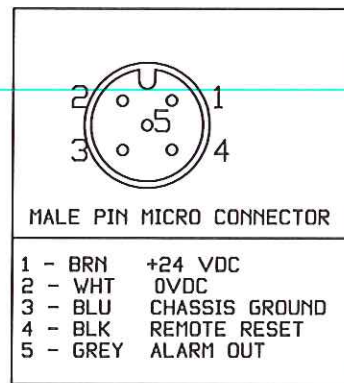 2 1
5
3 4
MALE PIN MICRO CONNECTOR
1 - BRN +24 VDC
2 - WHT 0VDC
3 - BLU CHASSIS GROUND
4 - BLK REMOTE RESET
5 - GREY ALARM OUT